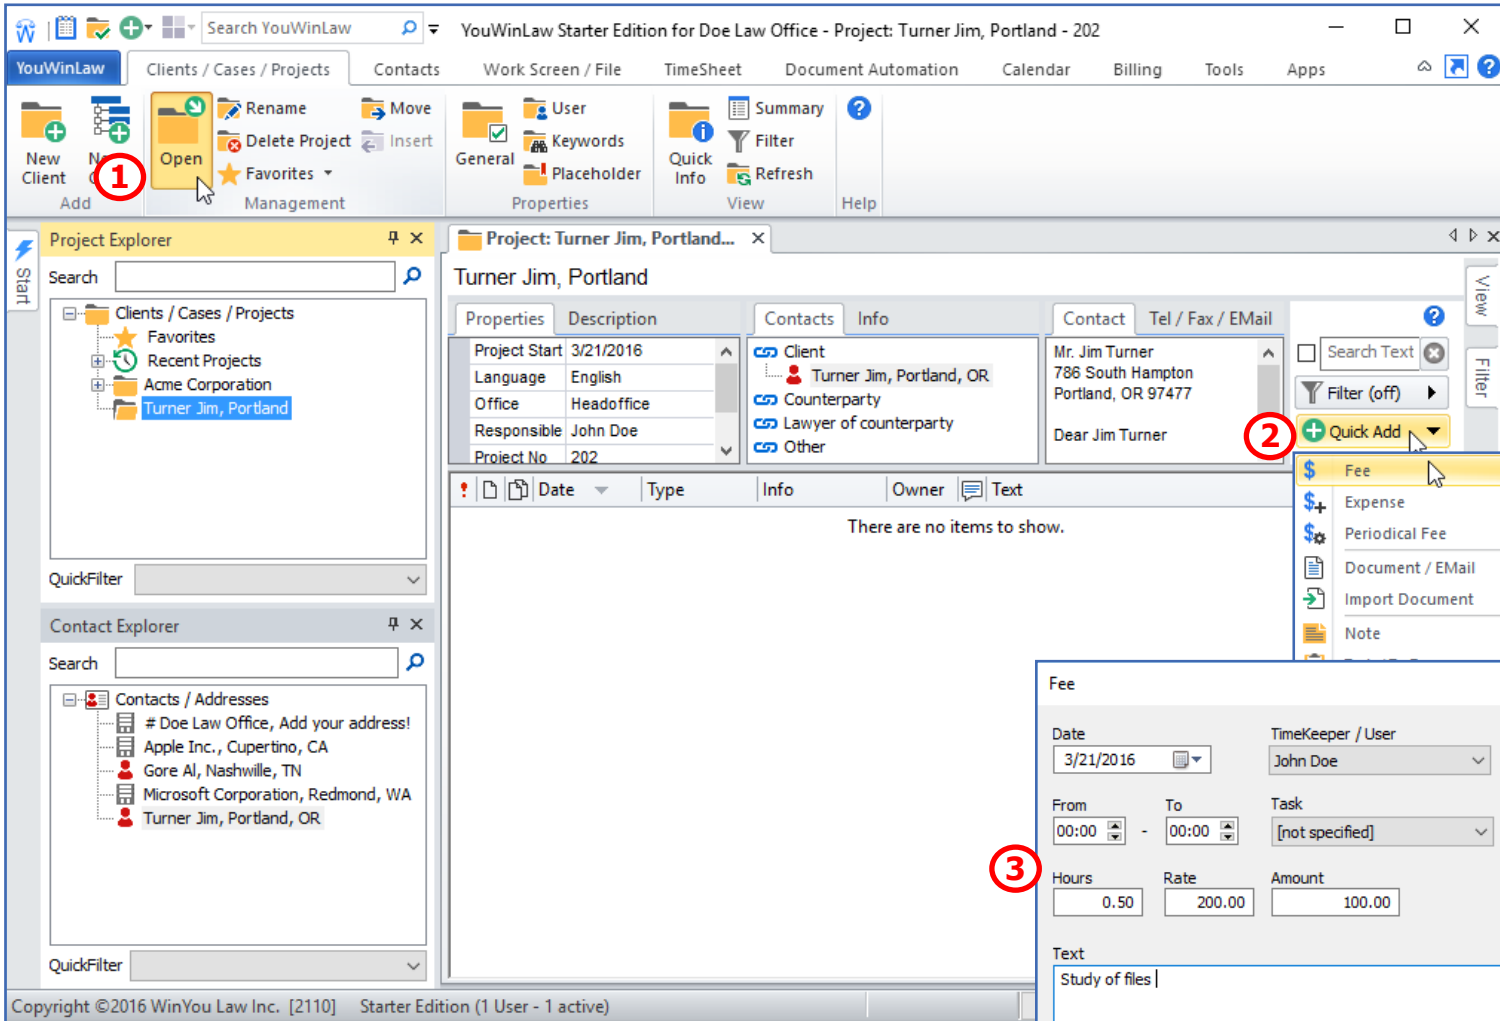 Search YouWinLaw
YouWinLaw Starter Edition for Doe Law Office - Project: Turner Jim, Portland - 202
YouWinLaw
Clients / Cases / Projects
Contacts
Work Screen / File
TimeSheet
Document Automation
Calendar
Billing
Tools
Apps
New Client
Open
Rename
Delete Project
Favorites
Move
Insert
General
User
Keywords
Placeholder
Quick Info
Summary
Filter
Refresh
Add
Management
Properties
View
Help
1
Start
Project Explorer
Search
Clients / Cases / Projects
Favorites
Recent Projects
Acme Corporation
Turner Jim, Portland
QuickFilter
Contact Explorer
Search
Contacts / Addresses
# Doe Law Office, Add your address!
Apple Inc., Cupertino, CA
Gore Al, Nashville, TN
Microsoft Corporation, Redmond, WA
Turner Jim, Portland, OR
QuickFilter
Project: Turner Jim, Portland...
Turner Jim, Portland
Properties
Description
Project Start 3/21/2016
Language English
Office Headoffice
Responsible John Doe
Project No 202
Contacts
Info
Client
Turner Jim, Portland, OR
Counterparty
Lawyer of counterparty
Other
Contact
Tel / Fax / EMail
Mr. Jim Turner
786 South Hampton
Portland, OR 97477
Dear Jim Turner
Search Text
Filter (off)
2
Quick Add
View
Filter
Fee
Expense
Periodical Fee
Document / EMail
Import Document
Note
Date
Type
Info
Owner
Text
There are no items to show.
Fee
Date
TimeKeeper / User
3/21/2016
John Doe
From
To
Task
00:00 - 00:00
[not specified]
3
Hours
Rate
Amount
0.50
200.00
100.00
Text
Study of files
Copyright ©2016 WinYou Law Inc. [2110]
Starter Edition (1 User - 1 active)